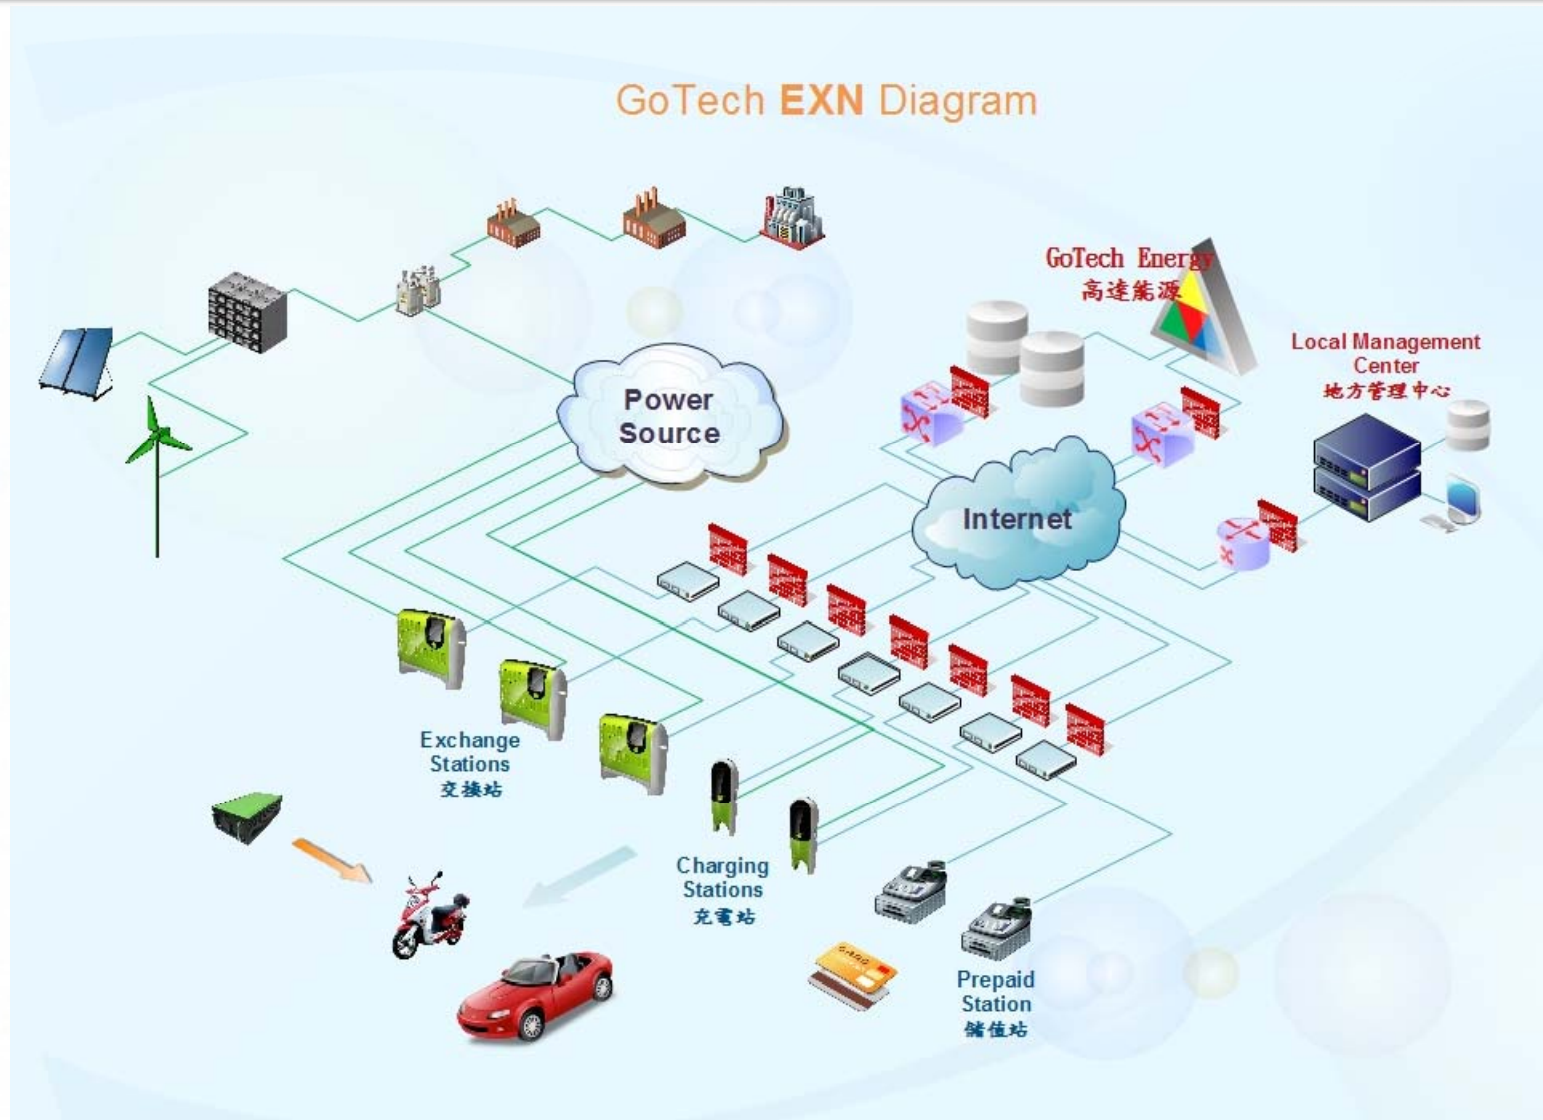 GoTech EXN Diagram
GoTech Energy
高達能源
Local Management
Center
地方管理中心
Power
Source
Internet
Exchange
Stations
交換站
Charging
Stations
充電站
Prepaid
Station
儲值站